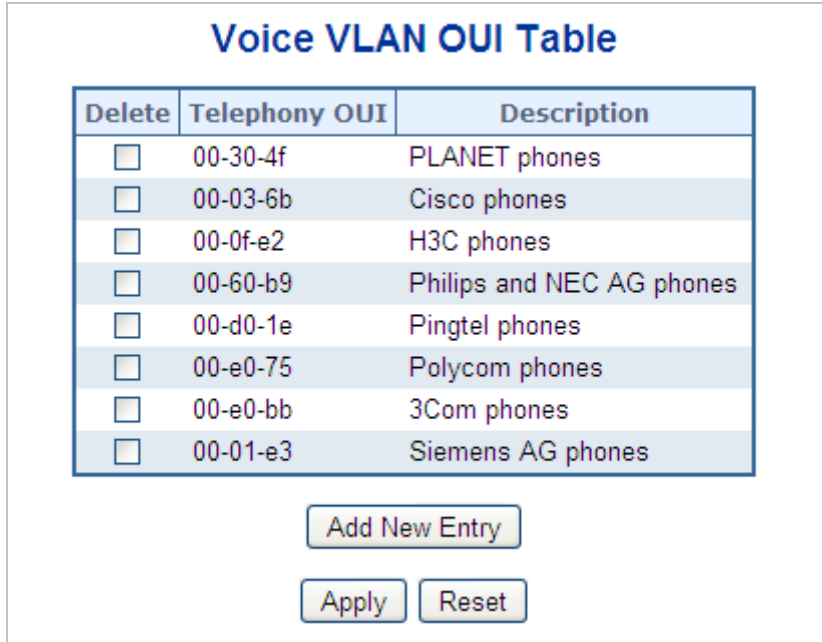 Voice VLAN OUI Table
Delete Telephony OUI Description
00-30-4f PLANET phones
00-03-6b Cisco phones
00-0f-e2 H3C phones
00-60-b9 Philips and NEC AG phones
00-d0-1e Pingtel phones
00-e0-75 Polycom phones
00-e0-bb 3Com phones
00-01-e3 Siemens AG phones
Add New Entry
Apply Reset